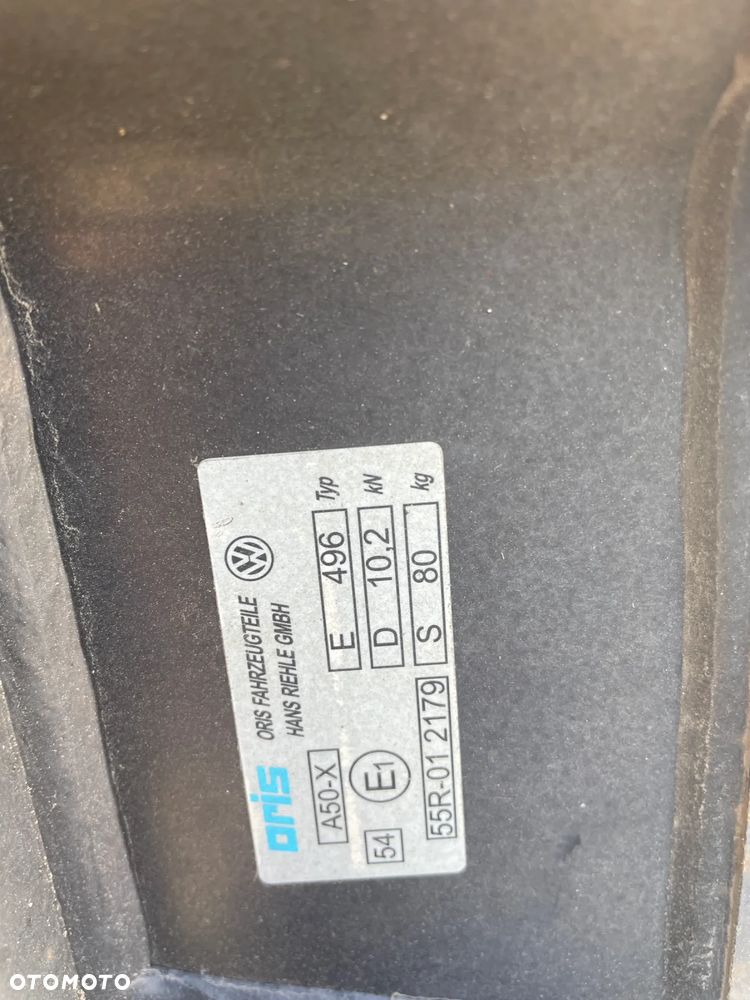 oris
ORIS FAHRZEUGTEILE
HANS RIEHLE GMBH
A50-X
E 496 Typ
54
E1
D 10,2 kN
55R-01 2179
S 80 kg
OTOMOTO